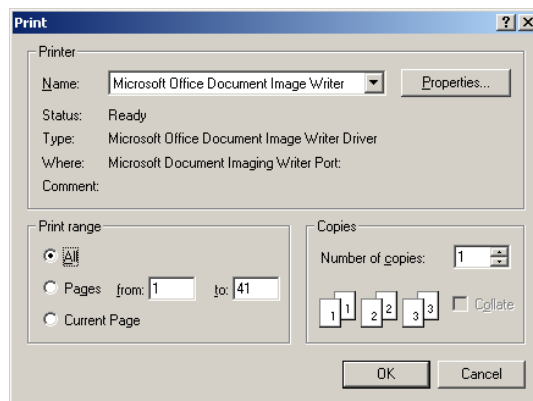 Print
Printer
Name: Microsoft Office Document Image Writer Properties...
Status: Ready
Type: Microsoft Office Document Image Writer Driver
Where: Microsoft Document Imaging Writer Port:
Comment:
Print range
All
Pages from: 1 to: 41
Current Page
Copies
Number of copies: 1
1 1 2 2 3 3 Collate
OK Cancel